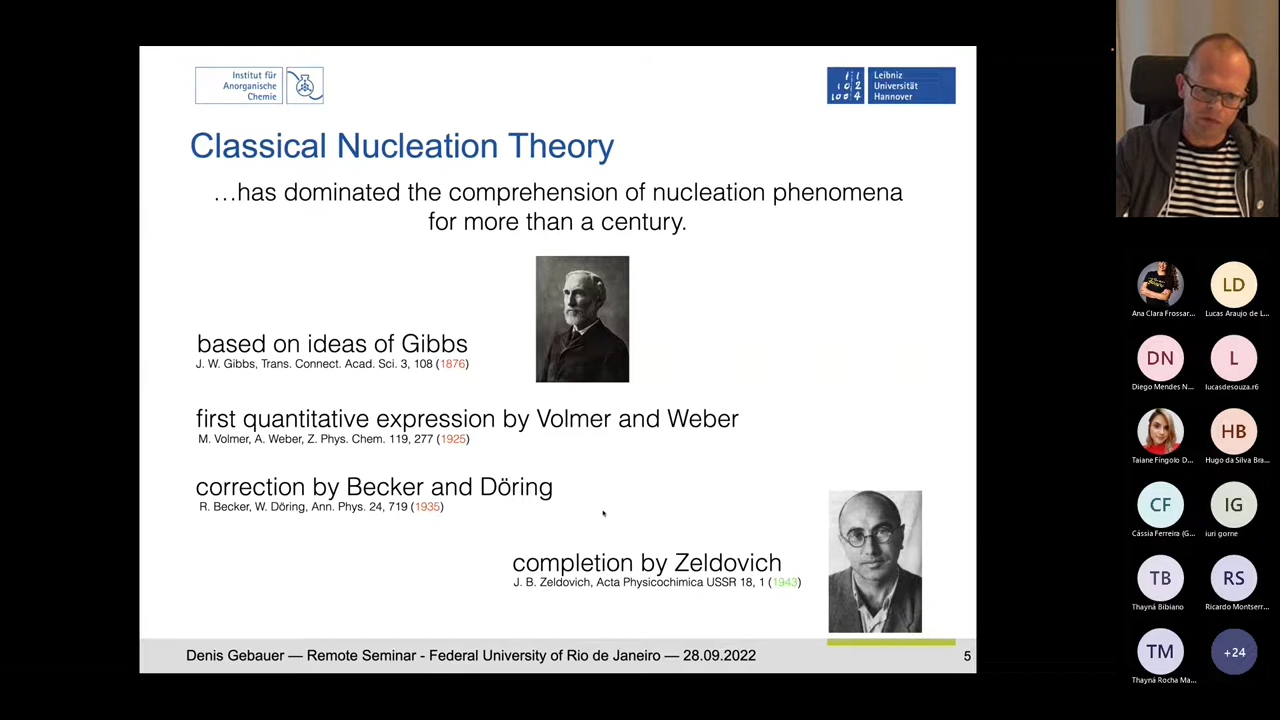 Institut für
Anorganische
Chemie
Leibniz
Universität
Hannover
Classical Nucleation Theory
…has dominated the comprehension of nucleation phenomena
for more than a century.
based on ideas of Gibbs
J. W. Gibbs, Trans. Connect. Acad. Sci. 3, 108 (1876)
first quantitative expression by Volmer and Weber
M. Volmer, A. Weber, Z. Phys. Chem. 119, 277 (1925)
correction by Becker and Döring
R. Becker, W. Döring, Ann. Phys. 24, 719 (1935)
completion by Zeldovich
J. B. Zeldovich, Acta Physicochimica USSR 18, 1 (1943)
Denis Gebauer — Remote Seminar - Federal University of Rio de Janeiro — 28.09.2022
5
Ana Clara Frossar...
LD
Lucas Araujo de L...
DN
Diego Mendes N...
L
lucasdesouza.r6
Taiane Fingolo D...
HB
Hugo da Silva Bra...
CF
Cássia Ferreira (G...
IG
iuri gorne
TB
Thayná Bibiano
RS
Ricardo Montserr...
TM
Thayná Rocha Ma...
+24